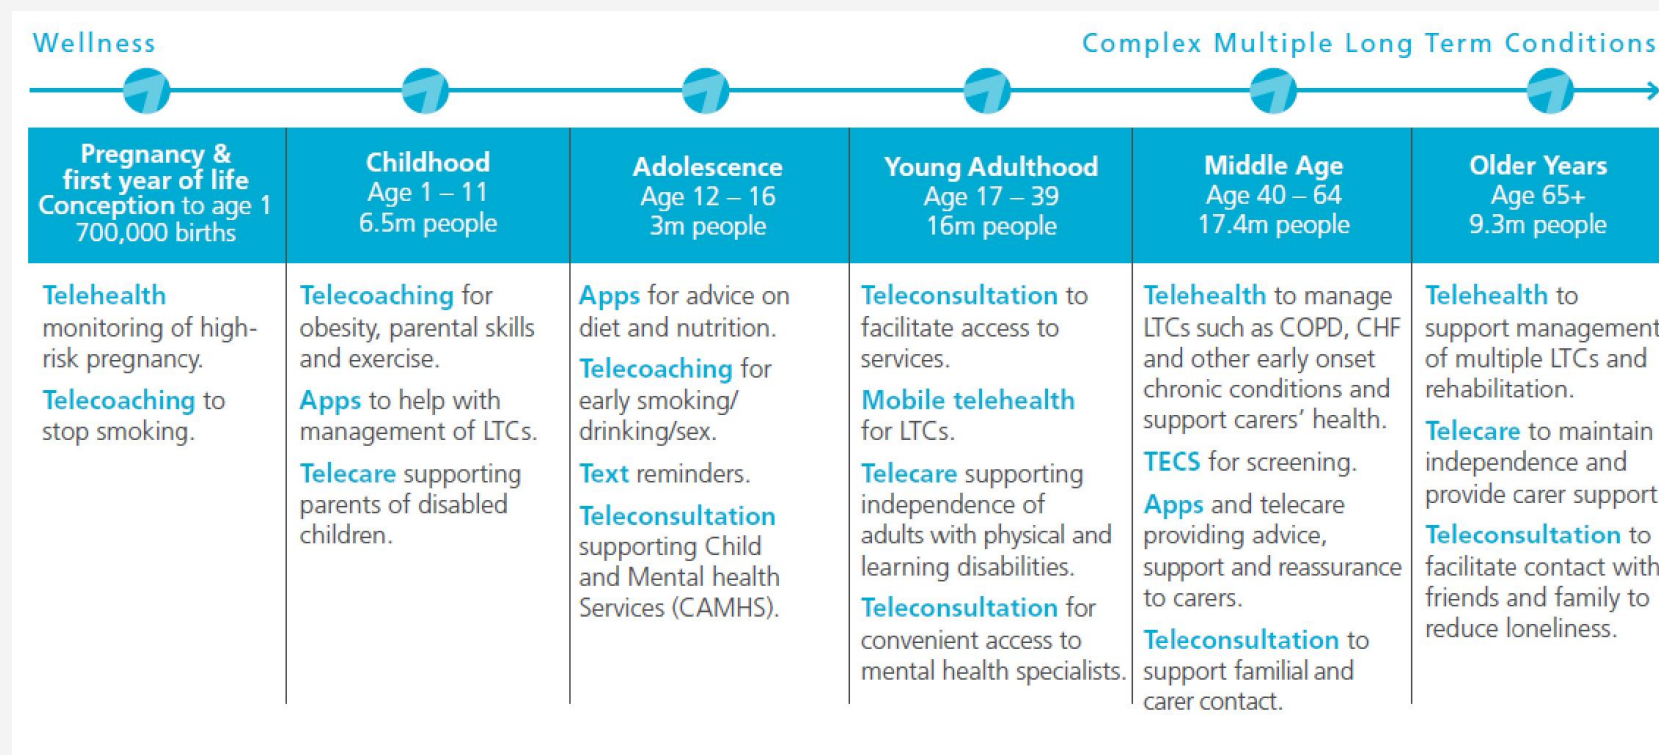 Wellness
Complex Multiple Long Term Conditions
Pregnancy &
first year of life
Conception to age 1
700,000 births
Telehealth
monitoring of high-
risk pregnancy.
Telecoaching to
stop smoking.
Childhood
Age 1 – 11
6.5m people
Telecoaching for
obesity, parental skills
and exercise.
Apps to help with
management of LTCs.
Telecare supporting
parents of disabled
children.
Adolescence
Age 12 – 16
3m people
Apps for advice on
diet and nutrition.
Telecoaching for
early smoking/
drinking/sex.
Text reminders.
Teleconsultation
supporting Child
and Mental health
Services (CAMHS).
Young Adulthood
Age 17 – 39
16m people
Teleconsultation to
facilitate access to
services.
Mobile telehealth
for LTCs.
Telecare supporting
independence of
adults with physical and
learning disabilities.
Teleconsultation for
convenient access to
mental health specialists.
Middle Age
Age 40 – 64
17.4m people
Telehealth to manage
LTCs such as COPD, CHF
and other early onset
chronic conditions and
support carers’ health.
TECS for screening.
Apps and telecare
providing advice,
support and reassurance
to carers.
Teleconsultation to
support familial and
carer contact.
Older Years
Age 65+
9.3m people
Telehealth to
support management
of multiple LTCs and
rehabilitation.
Telecare to maintain
independence and
provide carer support
Teleconsultation to
facilitate contact with
friends and family to
reduce loneliness.